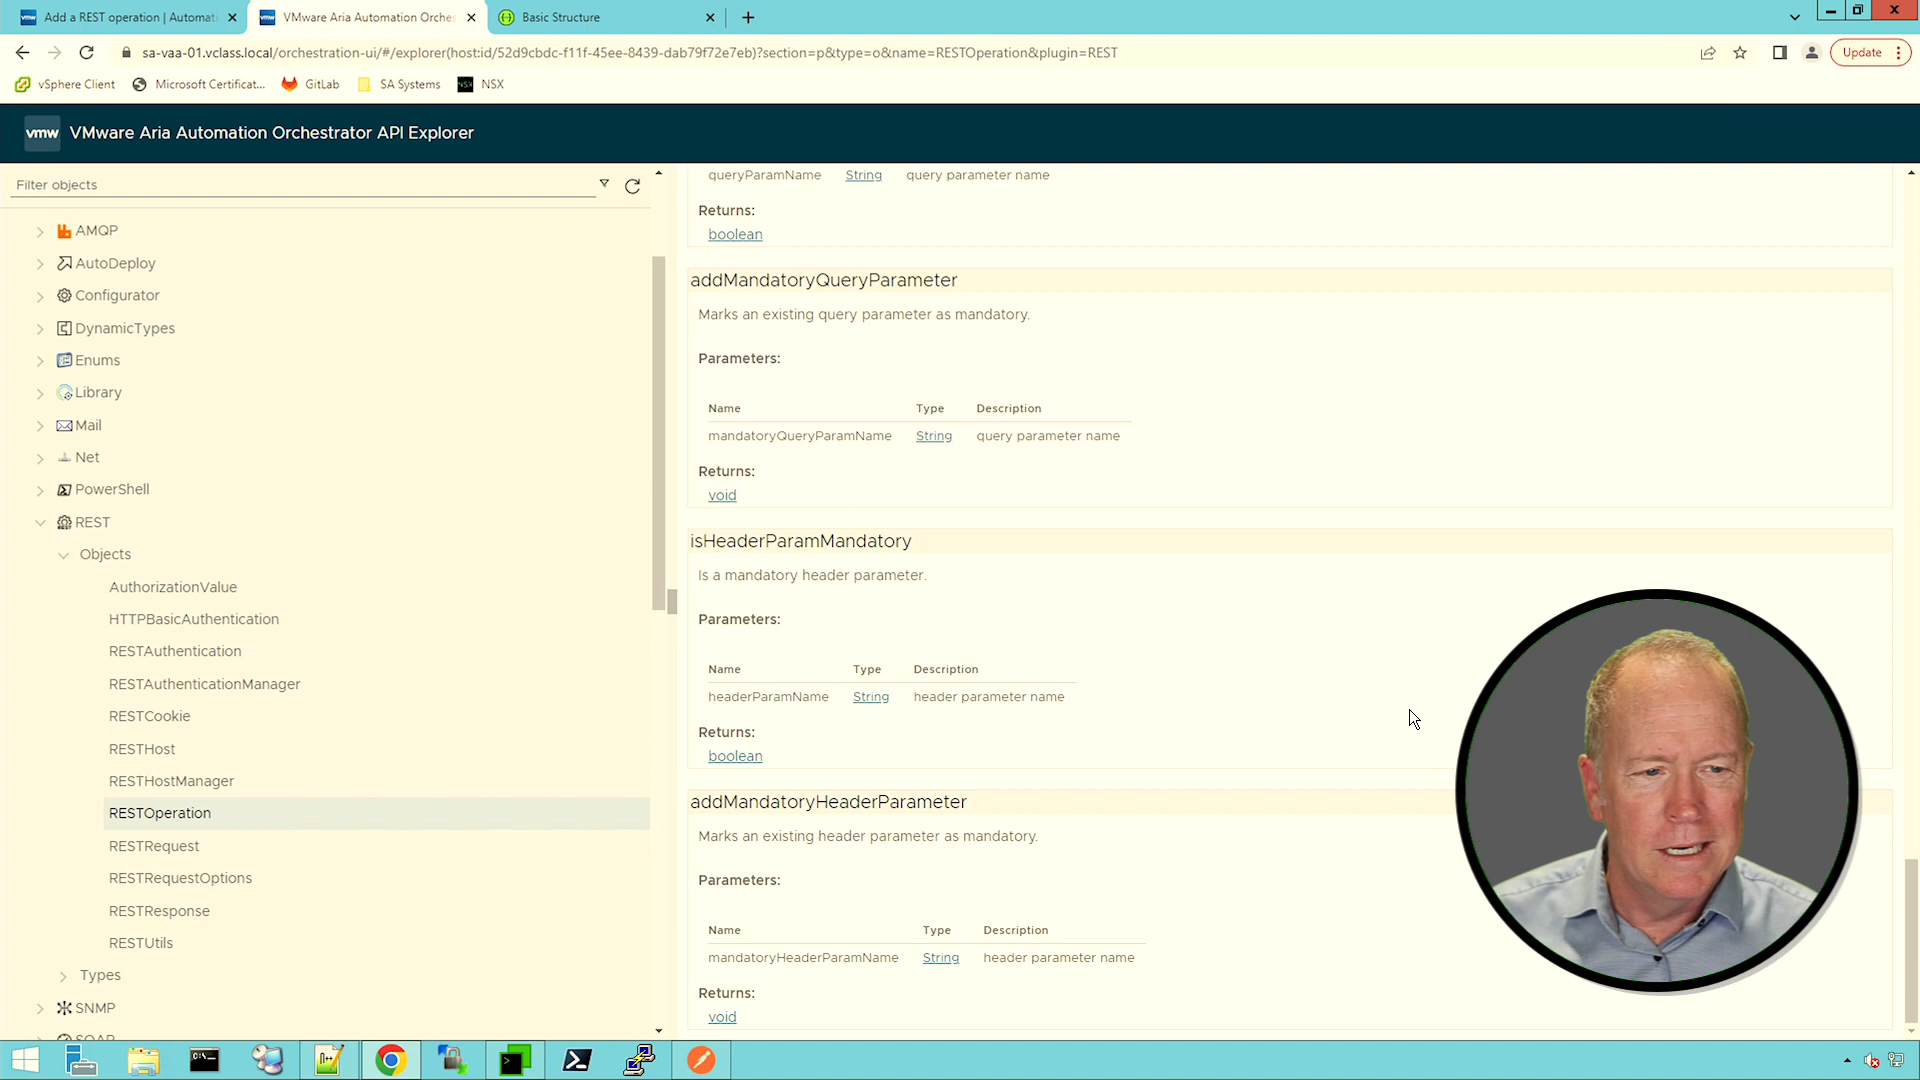 Add a REST operation | Automat
VMware Aria Automation Orches
Basic Structure
sa-vaa-01.vclass.local/orchestration-ui/#/explorer(host:id/52d9cbdc-f11f-45ee-8439-dab79f72e7eb)?section=p&type=o&name=RESTOperation&plugin=REST
Update
vSphere Client
Microsoft Certificat...
GitLab
SA Systems
NSX
NSX
vmw VMware Aria Automation Orchestrator API Explorer
Filter objects
AMQP
AutoDeploy
Configurator
DynamicTypes
Enums
Library
Mail
Net
PowerShell
REST
Objects
AuthorizationValue
HTTPBasicAuthentication
RESTAuthentication
RESTAuthenticationManager
RESTCookie
RESTHost
RESTHostManager
RESTOperation
RESTRequest
RESTRequestOptions
RESTResponse
RESTUtils
Types
SNMP
SOAP
queryParamName String query parameter name
Returns:
boolean
addMandatoryQueryParameter
Marks an existing query parameter as mandatory.
Parameters:
Name Type Description
mandatoryQueryParamName String query parameter name
Returns:
void
isHeaderParamMandatory
Is a mandatory header parameter.
Parameters:
Name Type Description
headerParamName String header parameter name
Returns:
boolean
addMandatoryHeaderParameter
Marks an existing header parameter as mandatory.
Parameters:
Name Type Description
mandatoryHeaderParamName String header parameter name
Returns:
void